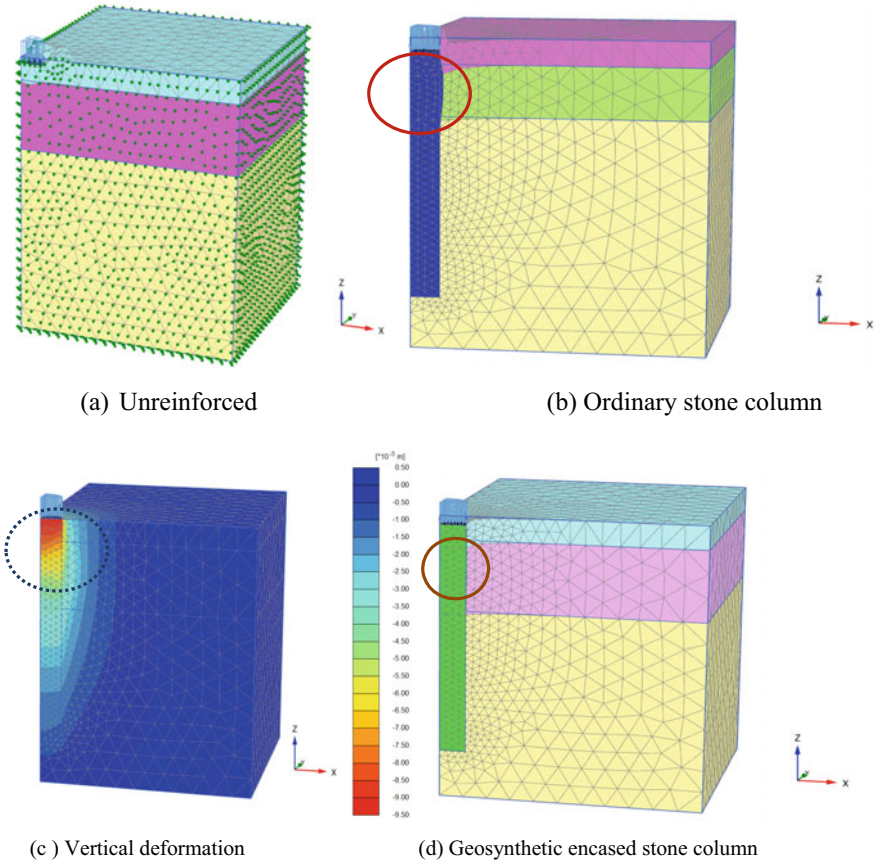 Z
Y
X
Z
Y
X
(a) Unreinforced
(b) Ordinary stone column
[*10⁻³ m]
0.50
0.00
-0.50
-1.00
-1.50
-2.00
-2.50
-3.00
-3.50
-4.00
-4.50
-5.00
-5.50
-6.00
-6.50
-7.00
-7.50
-8.00
-8.50
-9.00
-9.50
Z
Y
X
Z
Y
X
(c ) Vertical deformation
(d) Geosynthetic encased stone column